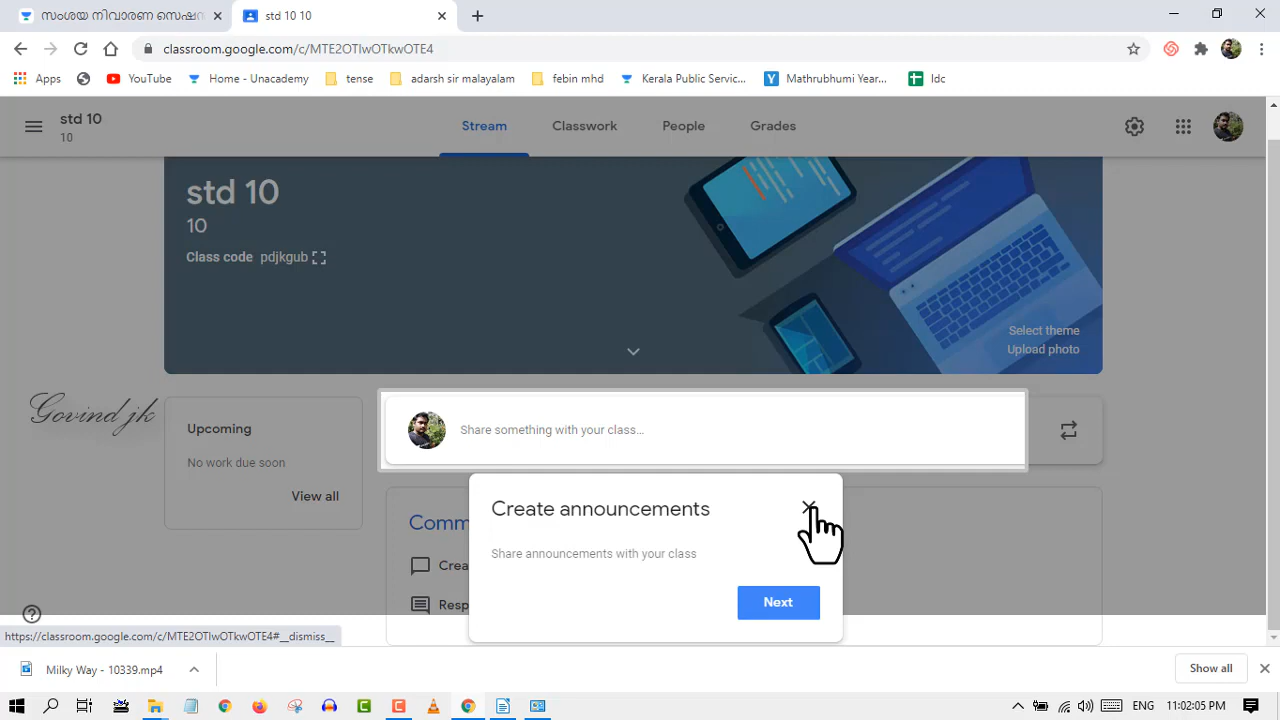 സംശയ നിവാരണ സെഷ
std 10 10
classroom.google.com/c/MTE2OTIwOTkwOTE4
Apps
YouTube
Home - Unacademy
tense
adarsh sir malayalam
febin mhd
Kerala Public Servic...
Mathrubhumi Year...
ldc
std 10
10
Stream
Classwork
People
Grades
std 10
10
Class code pdjkgub
Select theme
Upload photo
Govind jk
Upcoming
No work due soon
View all
Share something with your class...
Create announcements
Share announcements with your class
Next
Comm
Crea
Resp
https://classroom.google.com/c/MTE2OTIwOTkwOTE4#__dismiss__
Milky Way - 10339.mp4
Show all
ENG
11:02:05 PM